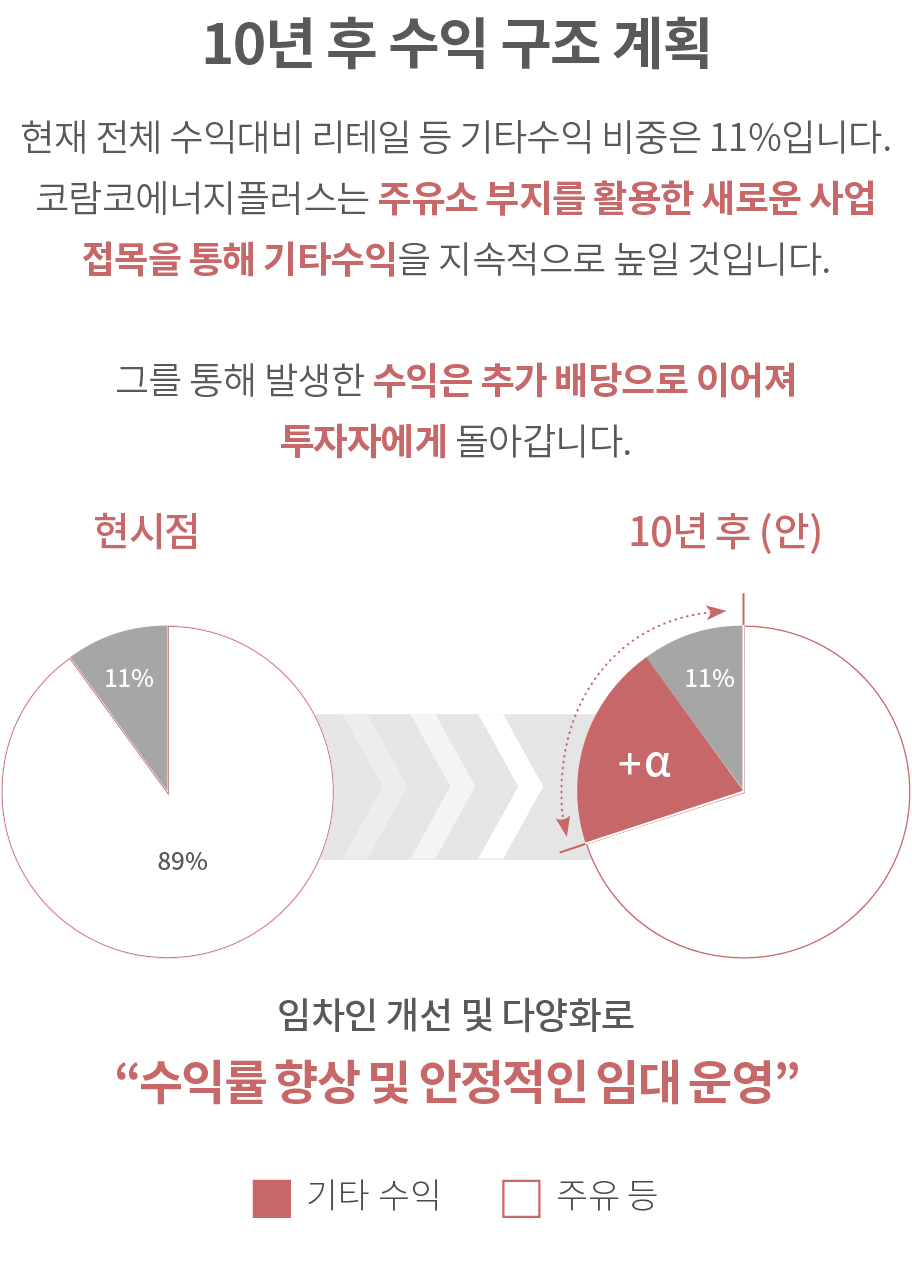 10년 후 수익 구조 계획
현재 전체 수익대비 리테일 등 기타수익 비중은 11%입니다.
코람코에너지플러스는 주유소 부지를 활용한 새로운 사업
접목을 통해 기타수익을 지속적으로 높일 것입니다.
그를 통해 발생한 수익은 추가 배당으로 이어져
투자자에게 돌아갑니다.
현시점
10년 후 (안)
11%
89%
11%
+α
임차인 개선 및 다양화로
“수익률 향상 및 안정적인 임대 운영”
기타 수익
주유 등